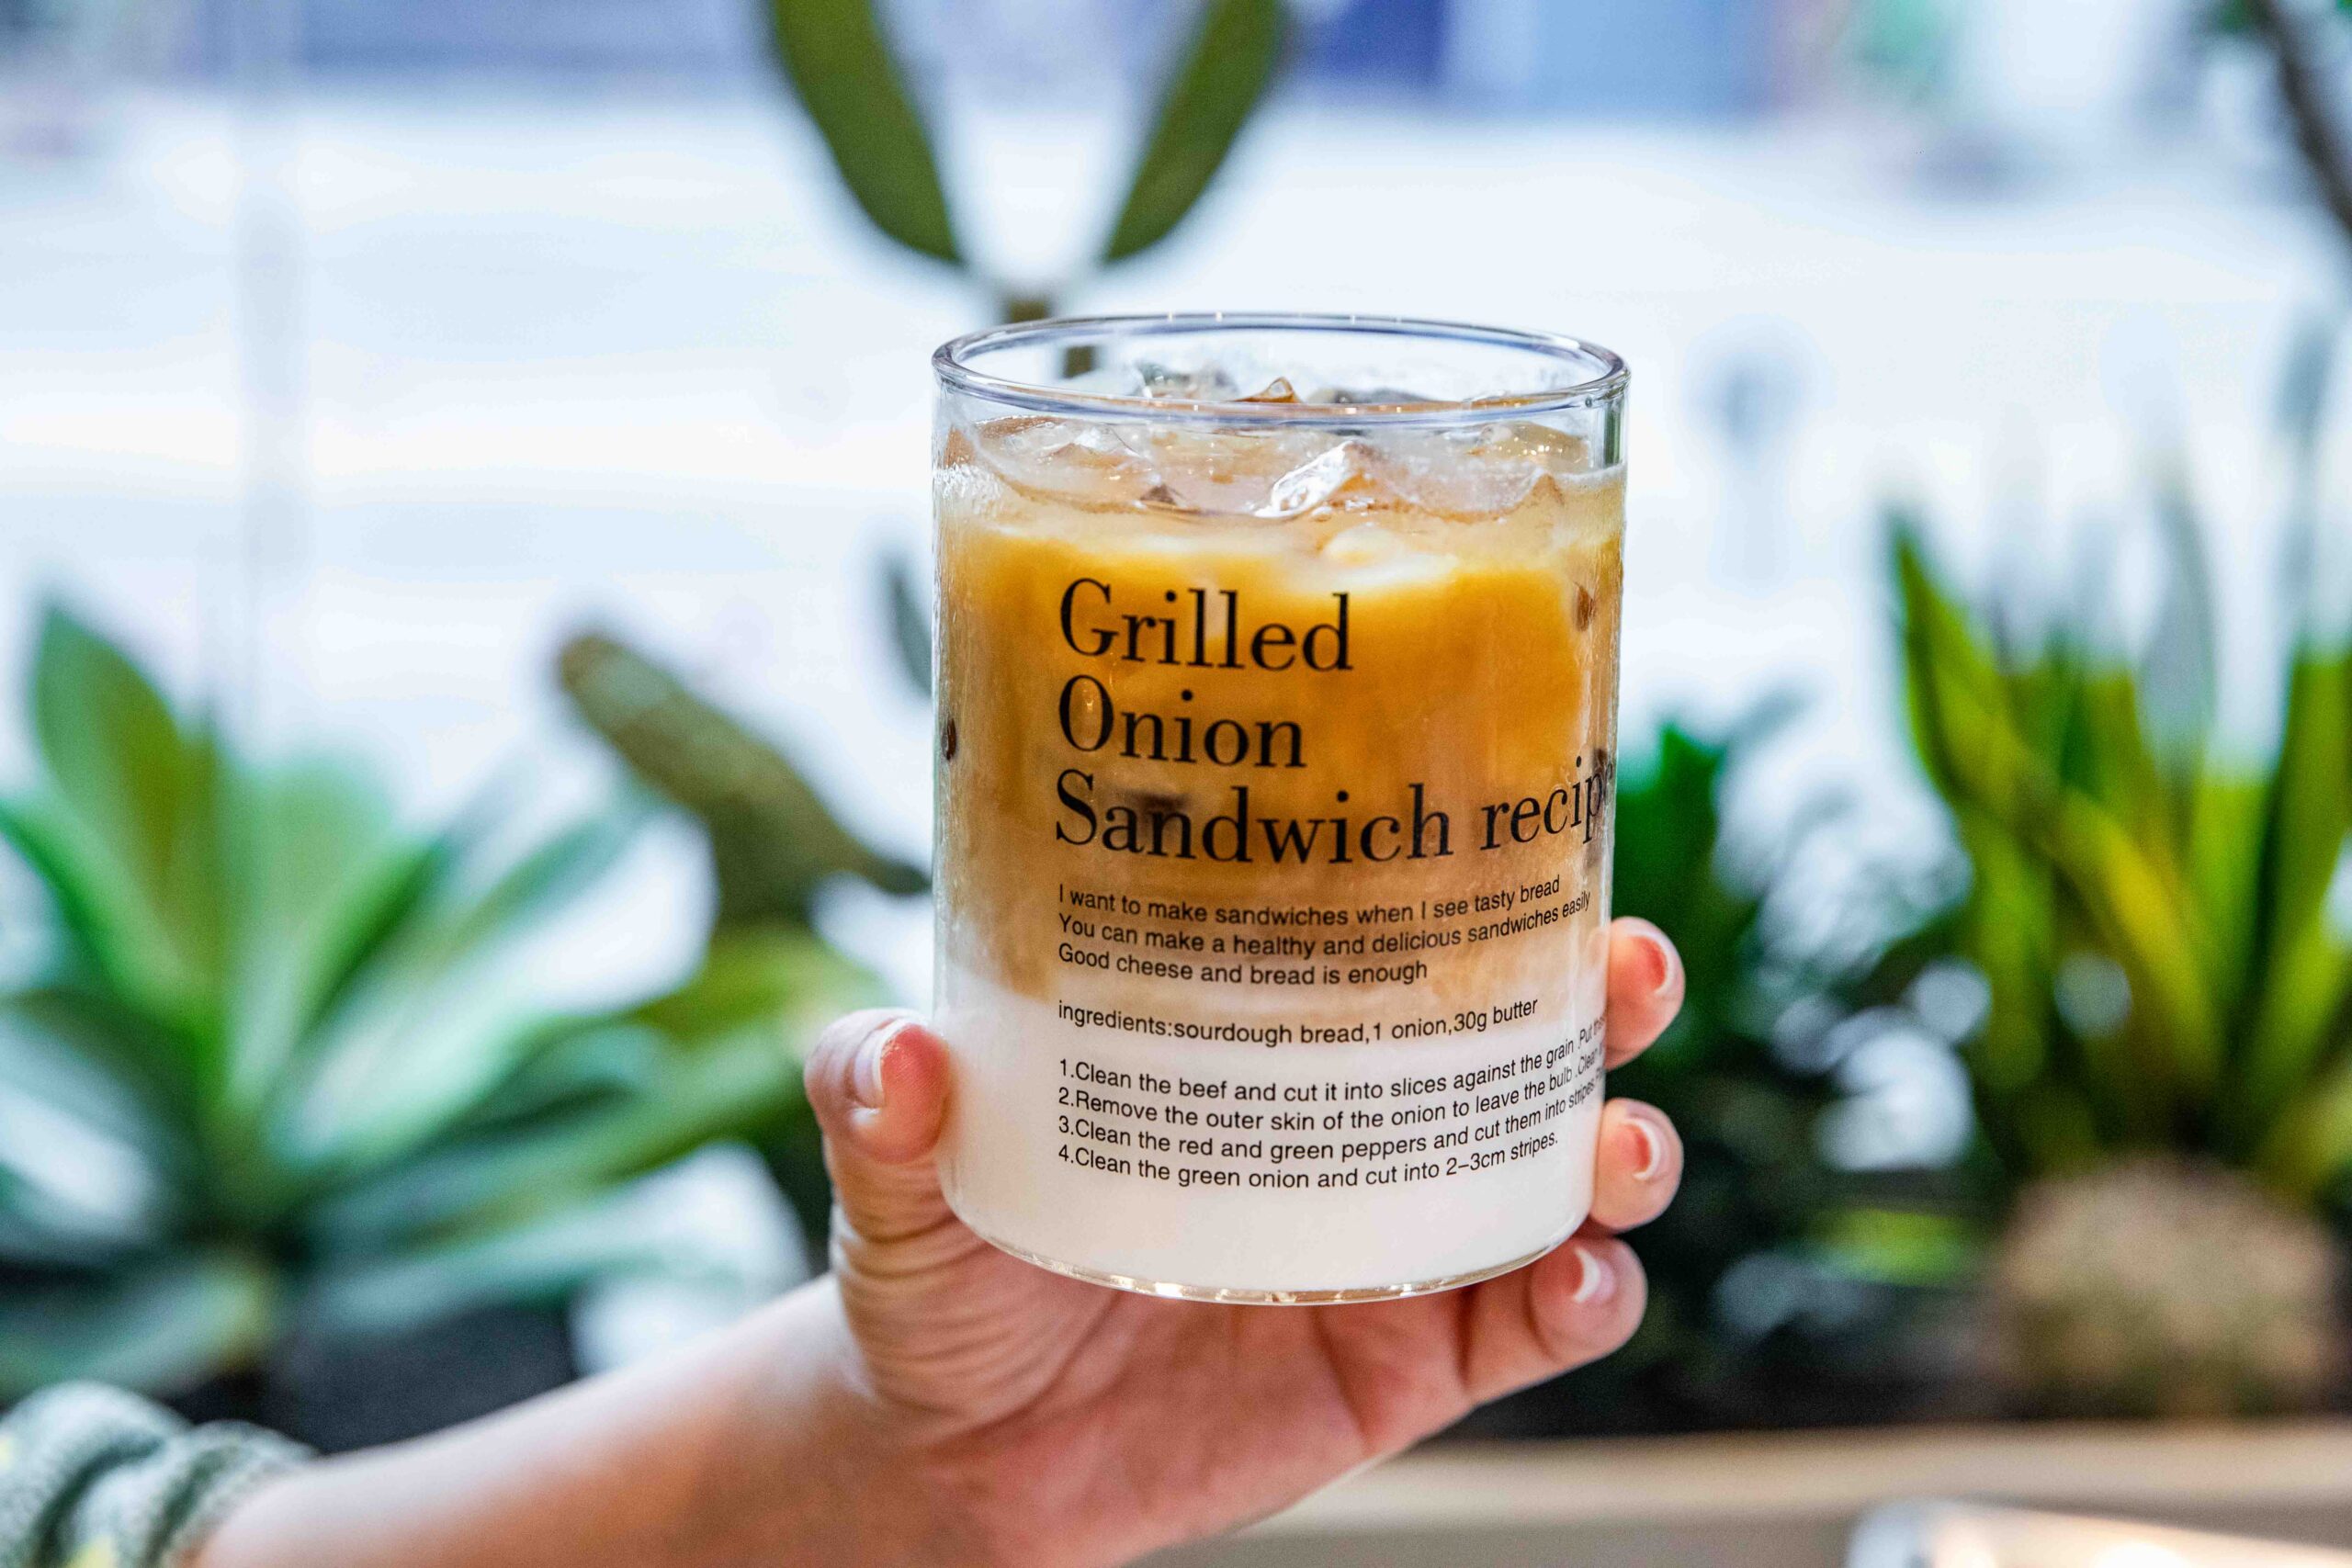 Grilled
Onion
Sandwich recipe
I want to make sandwiches when I see tasty bread
You can make a healthy and delicious sandwiches easily
Good cheese and bread is enough
ingredients:sourdough bread,1 onion,30g butter
1.Clean the beef and cut it into slices against the grain .Put
2.Remove the outer skin of the onion to leave the bulb .Clean
3.Clean the red and green peppers and cut them into stripes
4.Clean the green onion and cut into 2–3cm stripes.